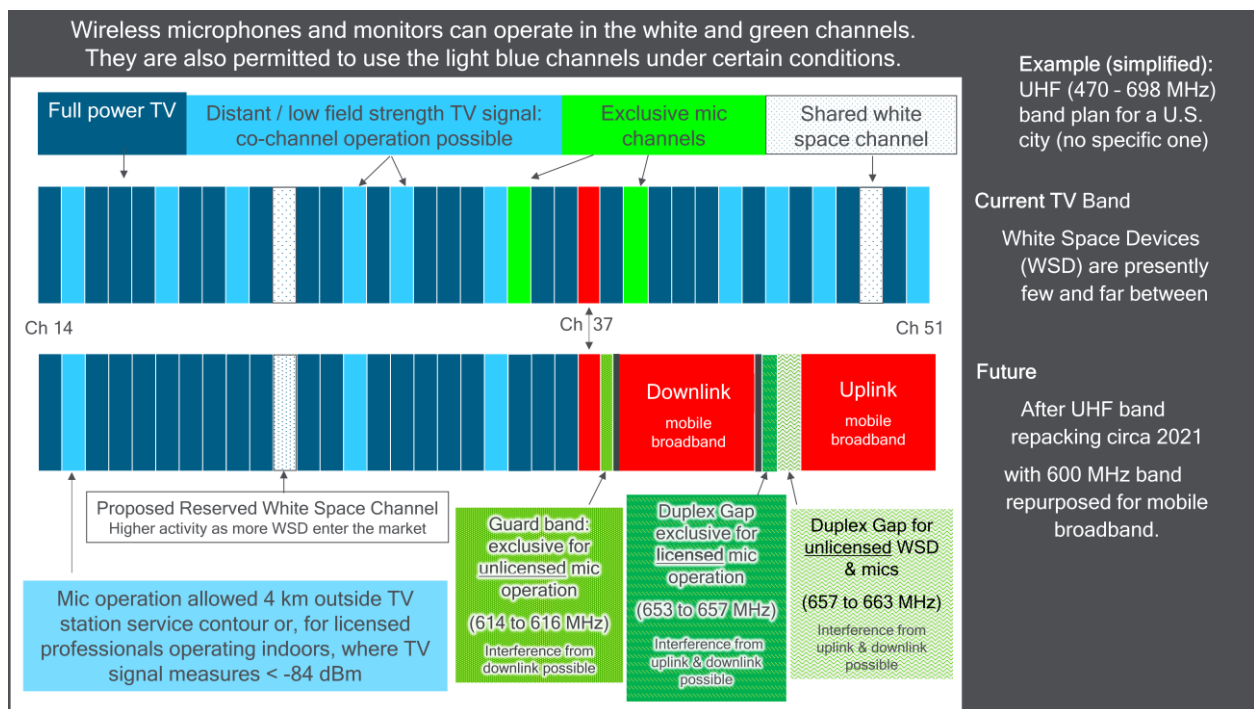 Wireless microphones and monitors can operate in the white and green channels.
They are also permitted to use the light blue channels under certain conditions.
Full power TV
Distant / low field strength TV signal:
co-channel operation possible
Exclusive mic
channels
Shared white
space channel
Example (simplified):
UHF (470 - 698 MHz)
band plan for a U.S.
city (no specific one)
Current TV Band
White Space Devices
(WSD) are presently
few and far between
Ch 14
Ch 37
Ch 51
Downlink
mobile
broadband
Uplink
mobile
broadband
Future
After UHF band
repacking circa 2021
with 600 MHz band
repurposed for mobile
broadband.
Proposed Reserved White Space Channel
Higher activity as more WSD enter the market
Guard band:
exclusive for
unlicensed mic
operation
(614 to 616 MHz)
Interference from
downlink possible
Duplex Gap
exclusive for
licensed mic
operation
(653 to 657 MHz)
Interference from
uplink & downlink
possible
Duplex Gap for
unlicensed WSD
& mics
(657 to 663 MHz)
Interference from
uplink & downlink
possible
Mic operation allowed 4 km outside TV
station service contour or, for licensed
professionals operating indoors, where TV
signal measures < -84 dBm